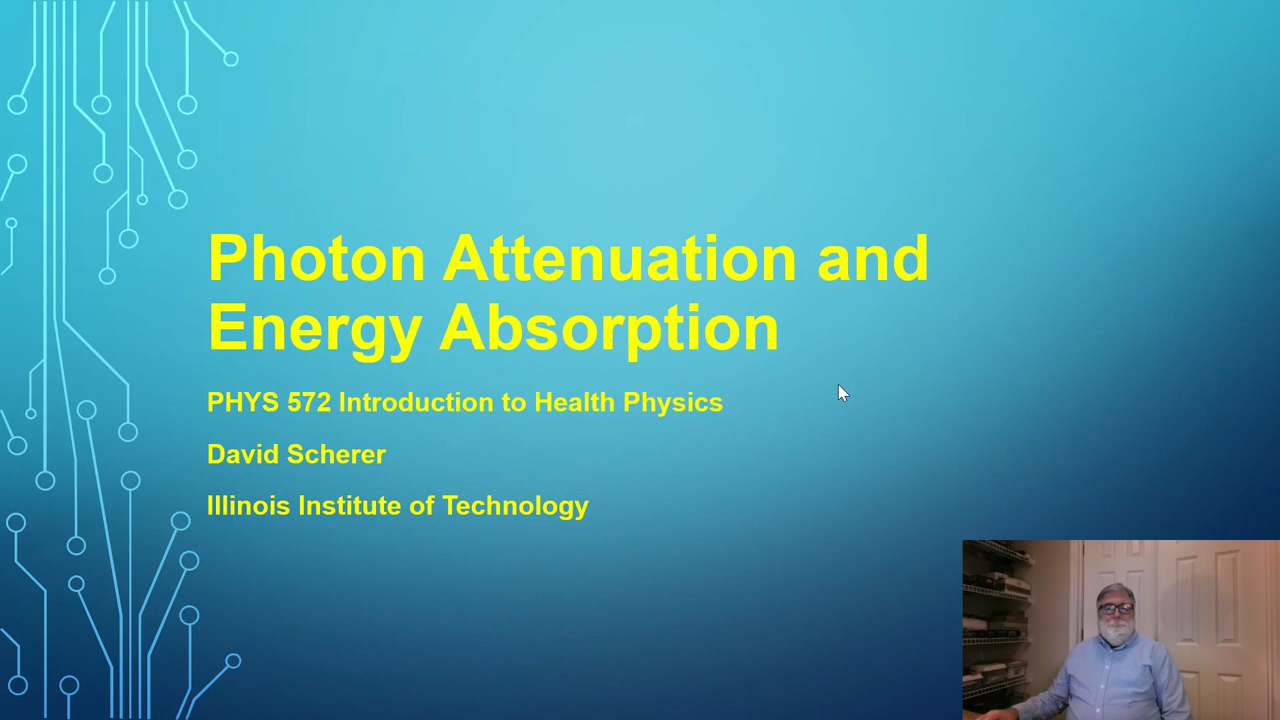 Photon Attenuation and
Energy Absorption
PHYS 572 Introduction to Health Physics
David Scherer
Illinois Institute of Technology